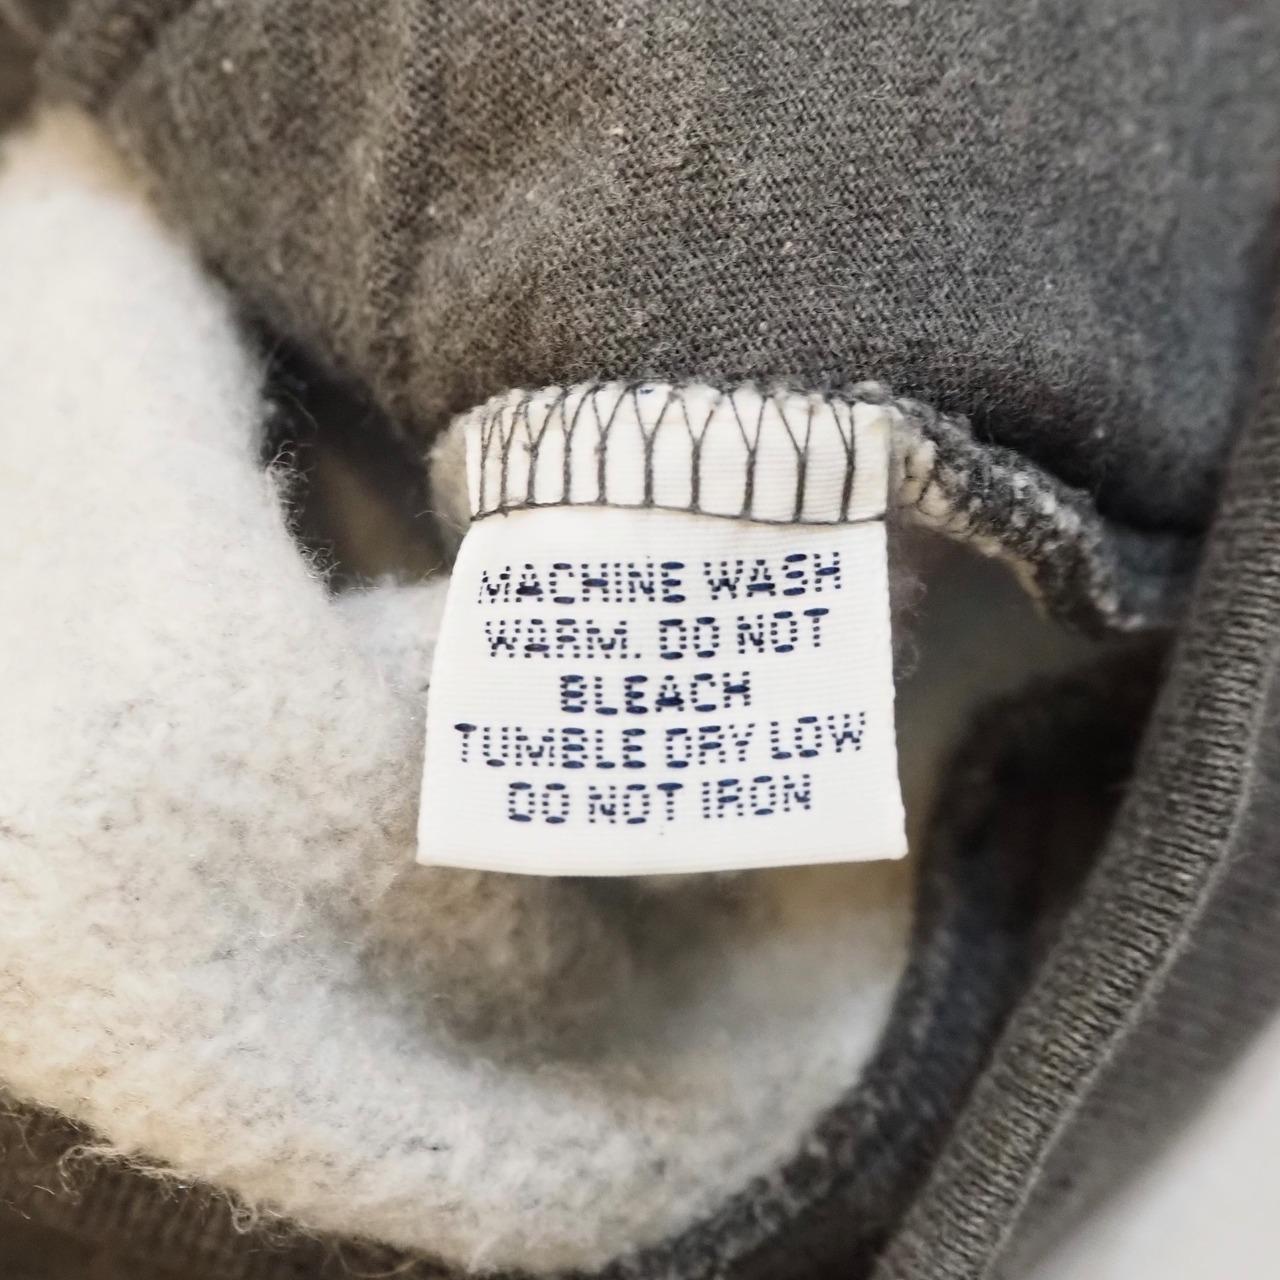 MACHINE WASH
WARM. DO NOT
BLEACH
TUMBLE DRY LOW
DO NOT IRON